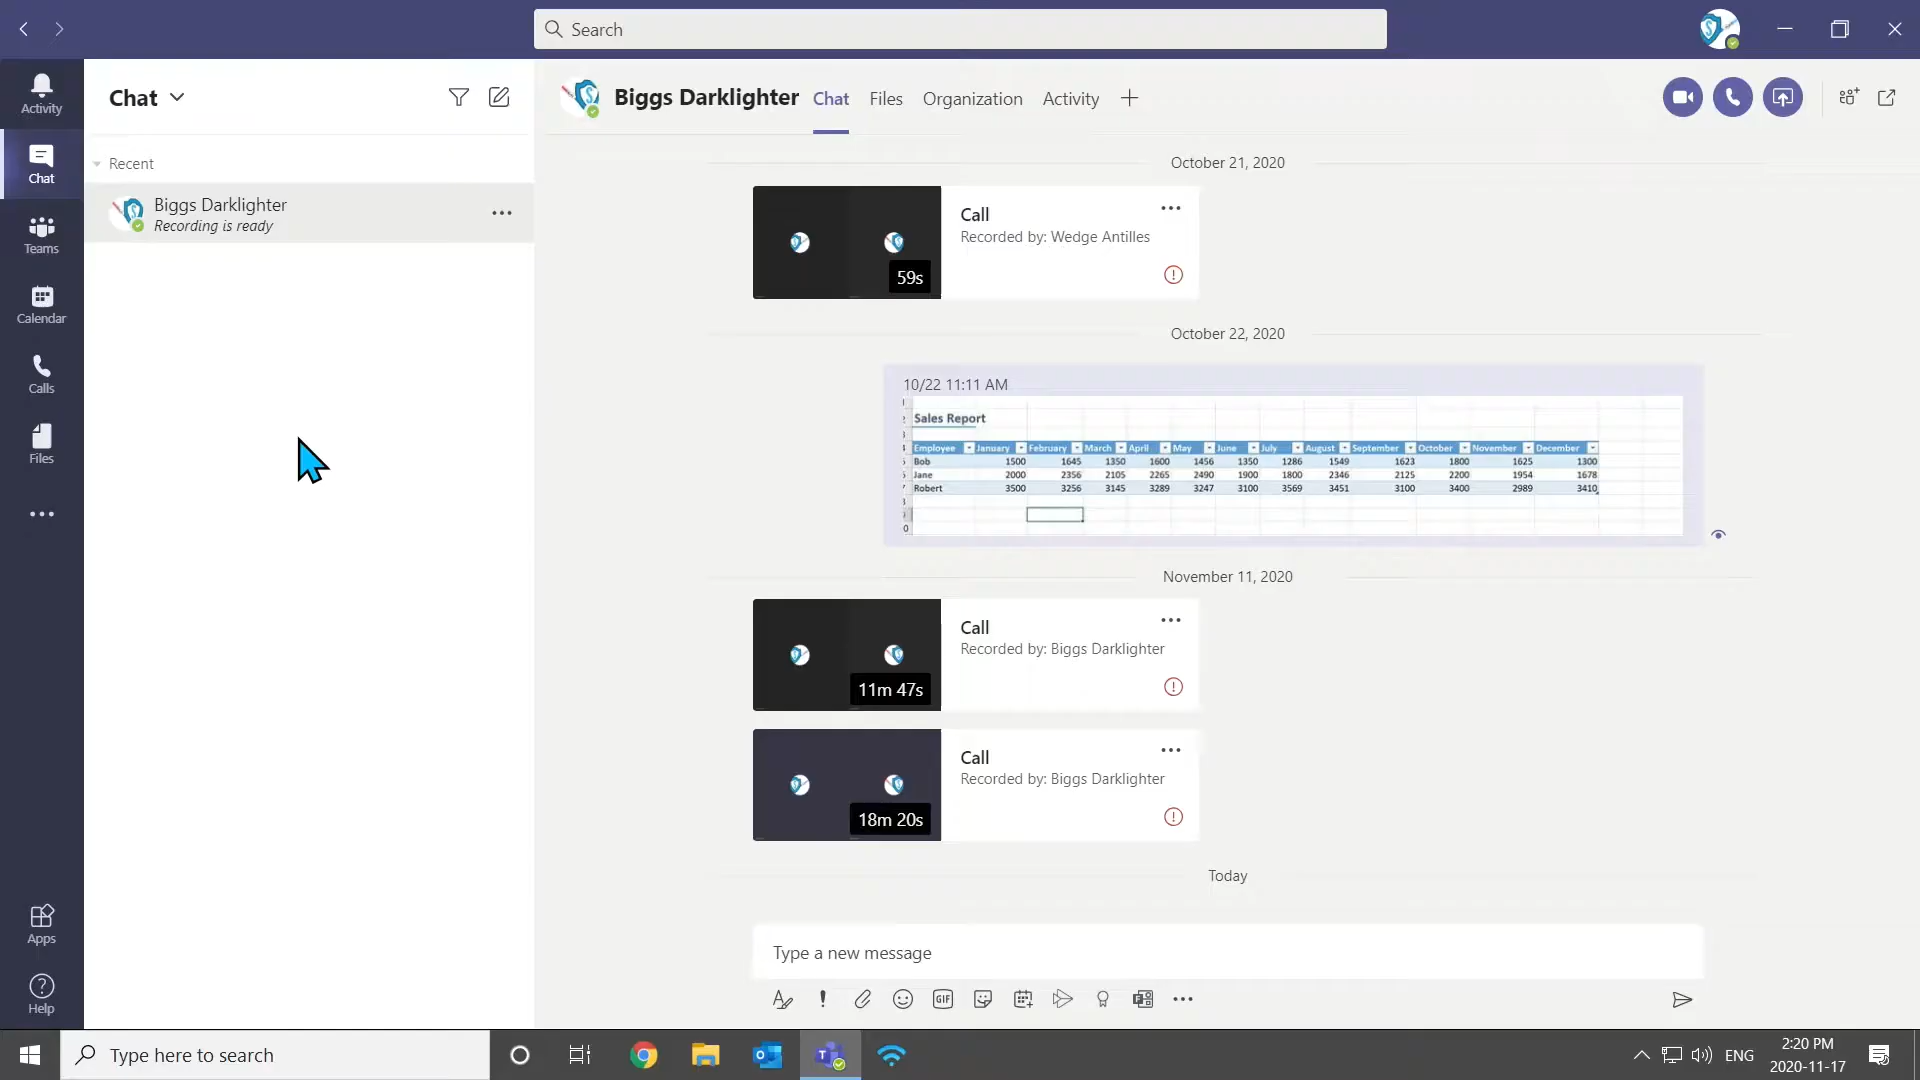 Search
Activity
Chat
Teams
Calendar
Calls
Files
Apps
Help
Chat
Recent
Biggs Darklighter
Recording is ready
Biggs Darklighter Chat Files Organization Activity
October 21, 2020
Call
Recorded by: Wedge Antilles
59s
October 22, 2020
10/22 11:11 AM
Sales Report
Employee January February March April May June July August September October November December
Bob 1500 1645 1350 1600 1456 1350 1286 1549 1623 1800 1625 1300
Jane 2000 2356 2105 2265 2490 1900 1800 2346 2125 2200 1954 1678
Robert 3500 3256 3145 3289 3247 3100 3569 3451 3100 3400 2989 3410
November 11, 2020
Call
Recorded by: Biggs Darklighter
11m 47s
Call
Recorded by: Biggs Darklighter
18m 20s
Today
Type a new message
GIF
Type here to search
ENG
2:20 PM
2020-11-17